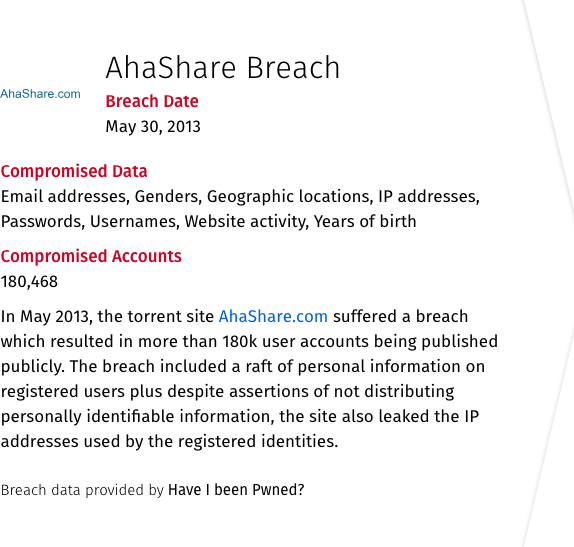 AhaShare Breach
AhaShare.com
Breach Date
May 30, 2013
Compromised Data
Email addresses, Genders, Geographic locations, IP addresses,
Passwords, Usernames, Website activity, Years of birth
Compromised Accounts
180,468
In May 2013, the torrent site AhaShare.com suffered a breach
which resulted in more than 180k user accounts being published
publicly. The breach included a raft of personal information on
registered users plus despite assertions of not distributing
personally identifiable information, the site also leaked the IP
addresses used by the registered identities.
Breach data provided by Have I been Pwned?